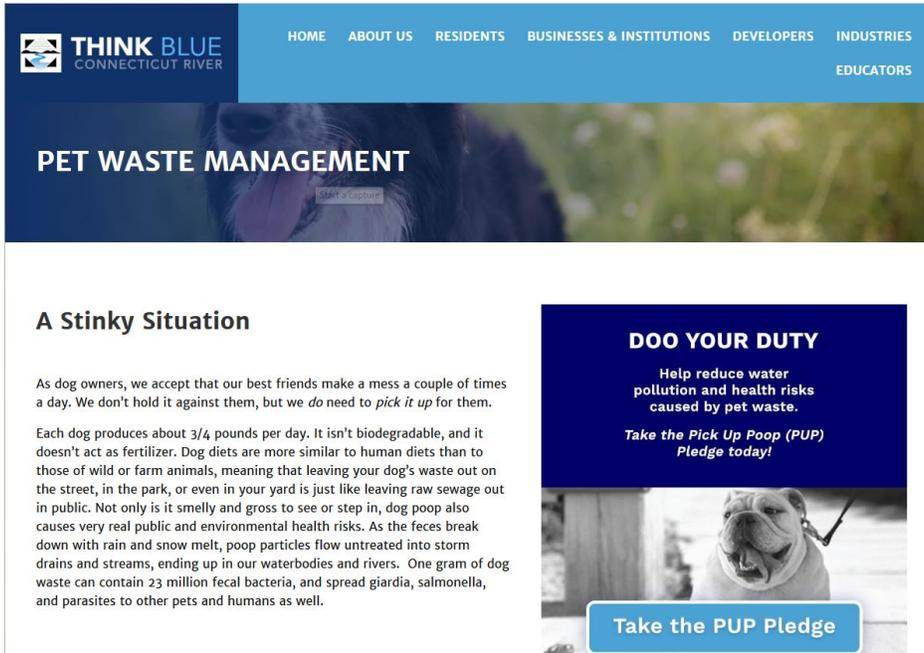 THINK BLUE
CONNECTICUT RIVER
HOME ABOUT US RESIDENTS BUSINESSES & INSTITUTIONS DEVELOPERS INDUSTRIES
EDUCATORS
PET WASTE MANAGEMENT
Start a capture
A Stinky Situation
As dog owners, we accept that our best friends make a mess a couple of times
a day. We don't hold it against them, but we do need to pick it up for them.
Each dog produces about 3/4 pounds per day. It isn't biodegradable, and it
doesn't act as fertilizer. Dog diets are more similar to human diets than to
those of wild or farm animals, meaning that leaving your dog's waste out on
the street, in the park, or even in your yard is just like leaving raw sewage out
in public. Not only is it smelly and gross to see or step in, dog poop also
causes very real public and environmental health risks. As the feces break
down with rain and snow melt, poop particles flow untreated into storm
drains and streams, ending up in our waterbodies and rivers. One gram of dog
waste can contain 23 million fecal bacteria, and spread giardia, salmonella,
and parasites to other pets and humans as well.
DOO YOUR DUTY
Help reduce water
pollution and health risks
caused by pet waste.
Take the Pick Up Poop (PUP)
Pledge today!
Take the PUP Pledge